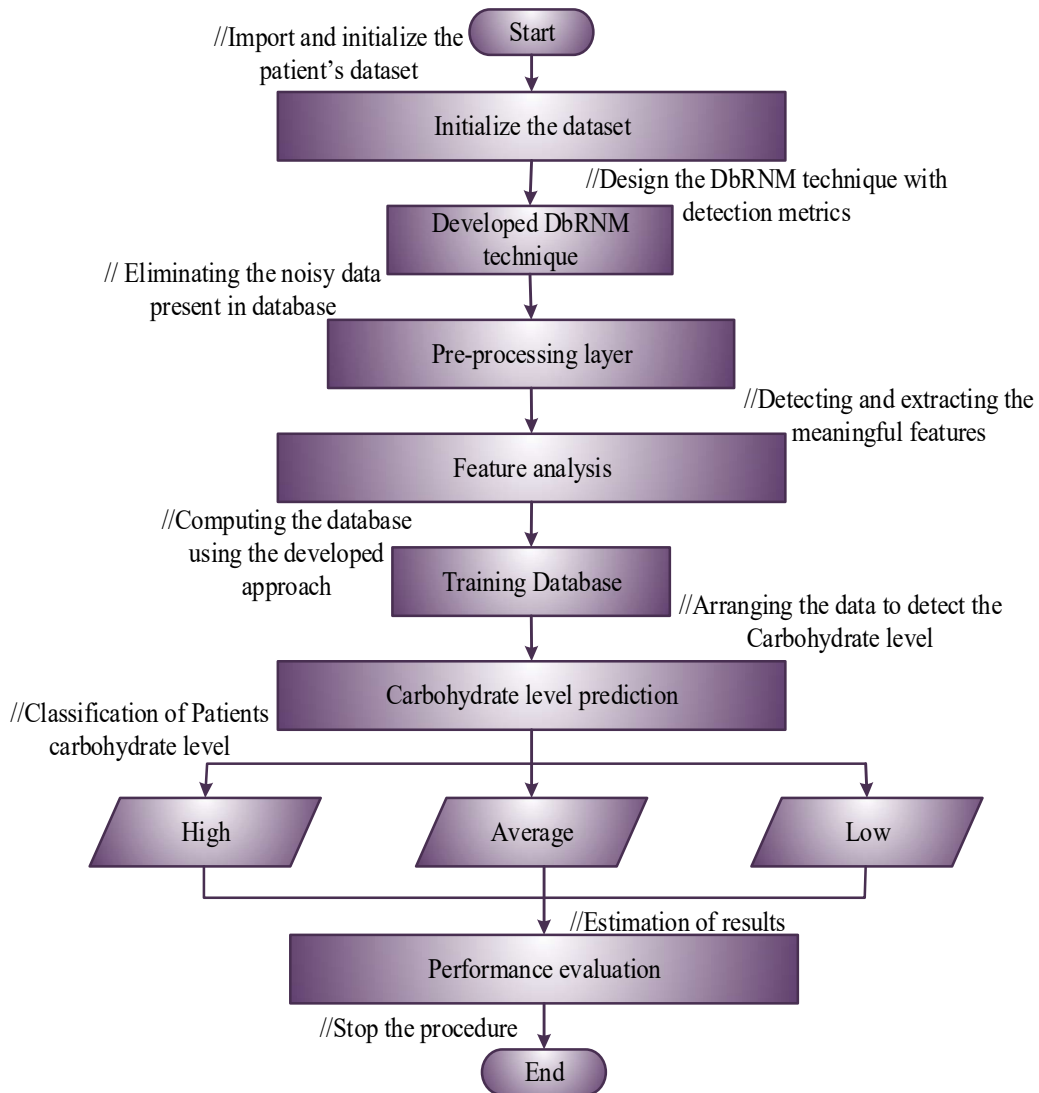 Start
//Import and initialize the
patient’s dataset
Initialize the dataset
//Design the DbRNM technique with
detection metrics
Developed DbRNM
technique
// Eliminating the noisy data
present in database
Pre-processing layer
//Detecting and extracting the
meaningful features
Feature analysis
//Computing the database
using the developed
approach
Training Database
//Arranging the data to detect the
Carbohydrate level
Carbohydrate level prediction
//Classification of Patients
carbohydrate level
High
Average
Low
//Estimation of results
Performance evaluation
//Stop the procedure
End